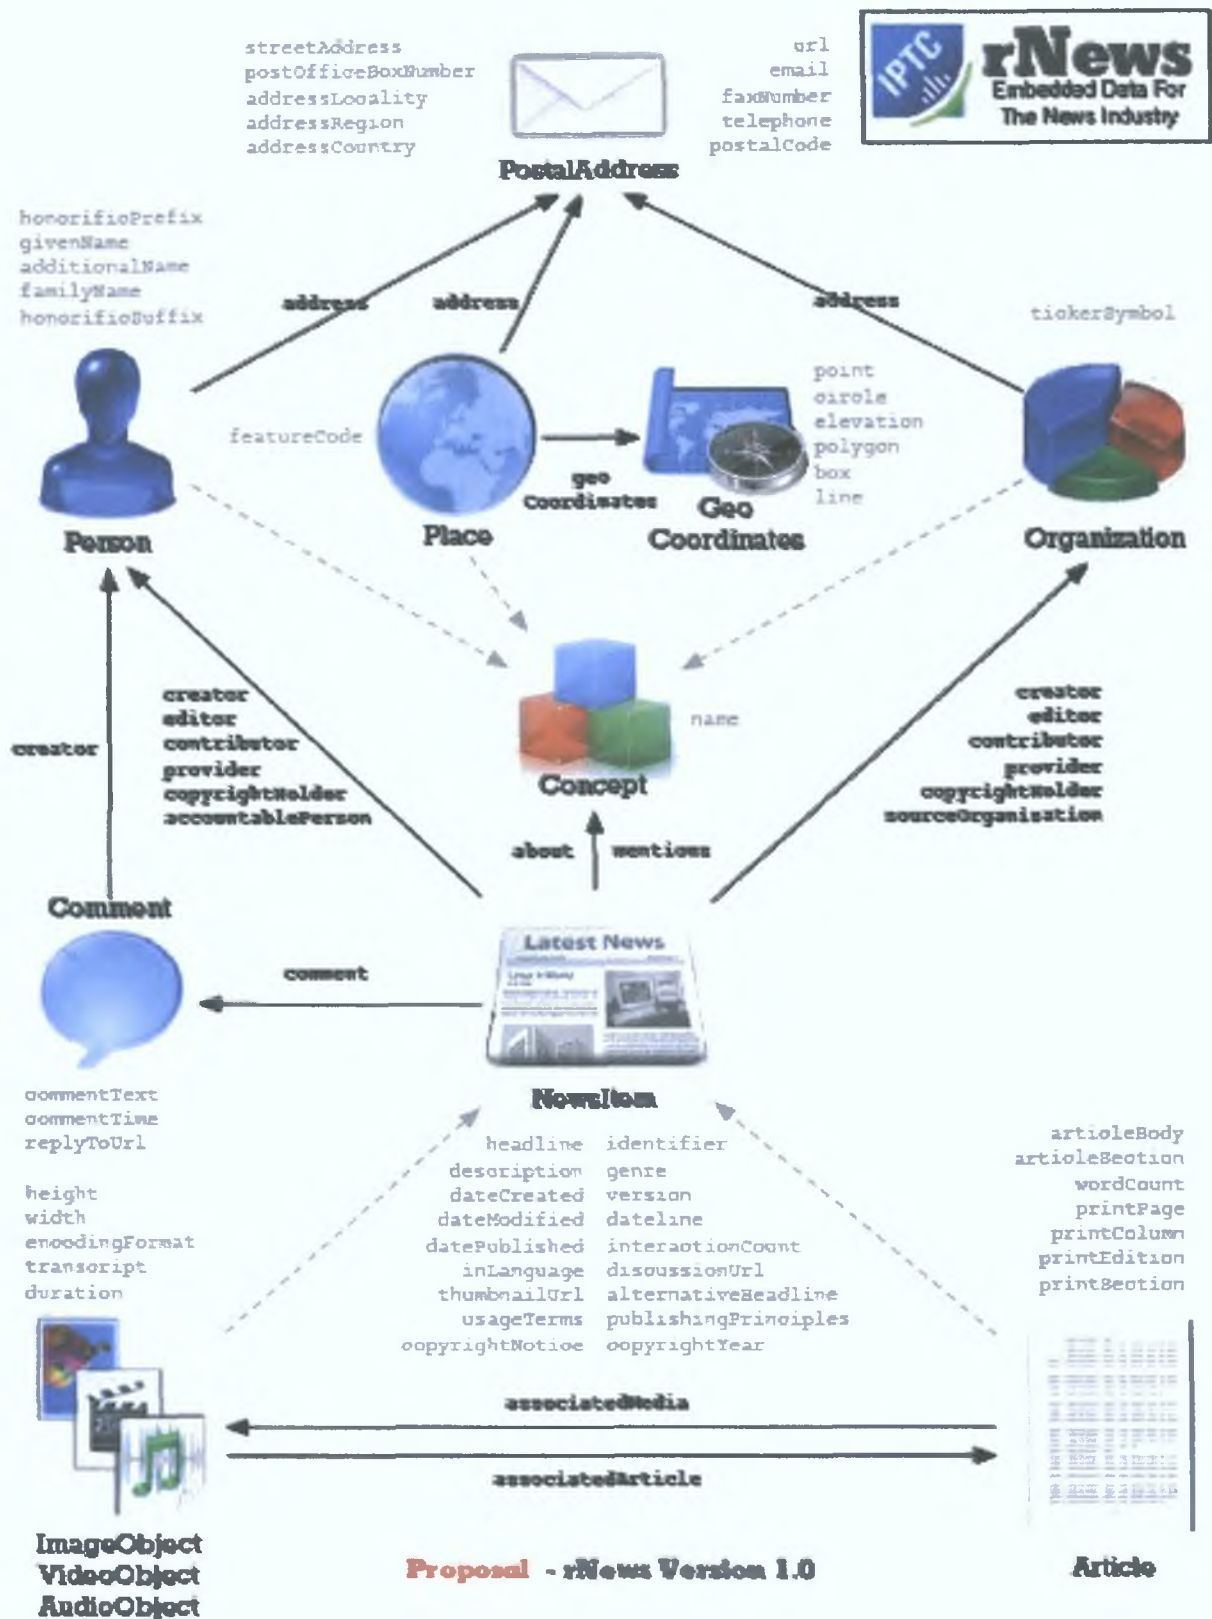 streetAddress
postOfficeBoxNumber
addressLocality
addressRegion
addressCountry
url
email
faxNumber
telephone
postalCode
IPTC
rNews
Embedded Data For
The News Industry
PostalAddress
honorificPrefix
givenName
additionalName
familyName
honorificSuffix
address
address
address
tickerSymbol
featureCode
point
circle
elevation
polygon
box
line
geo
Coordinates
Person
Place
Geo
Coordinates
Organization
creator
creator
editor
contributor
provider
copyrightHolder
accountablePerson
name
Concept
creator
editor
contributor
provider
copyrightHolder
sourceOrganization
about
mentions
Comment
comment
Latest News
NewsItem
commentText
commentTime
replyToUrl
height
width
encodingFormat
transcript
duration
headline identifier
description genre
dateCreated version
dateModified dateline
datePublished interactionCount
inLanguage discussionUrl
thumbnailUrl alternativeHeadline
usageTerms publishingPrinciples
copyrightNotice copyrightYear
articleBody
articleSection
wordCount
printPage
printColumn
printEdition
printSection
associatedMedia
associatedArticle
ImageObject
VideoObject
AudioObject
Proposal - rNews Version 1.0
Article